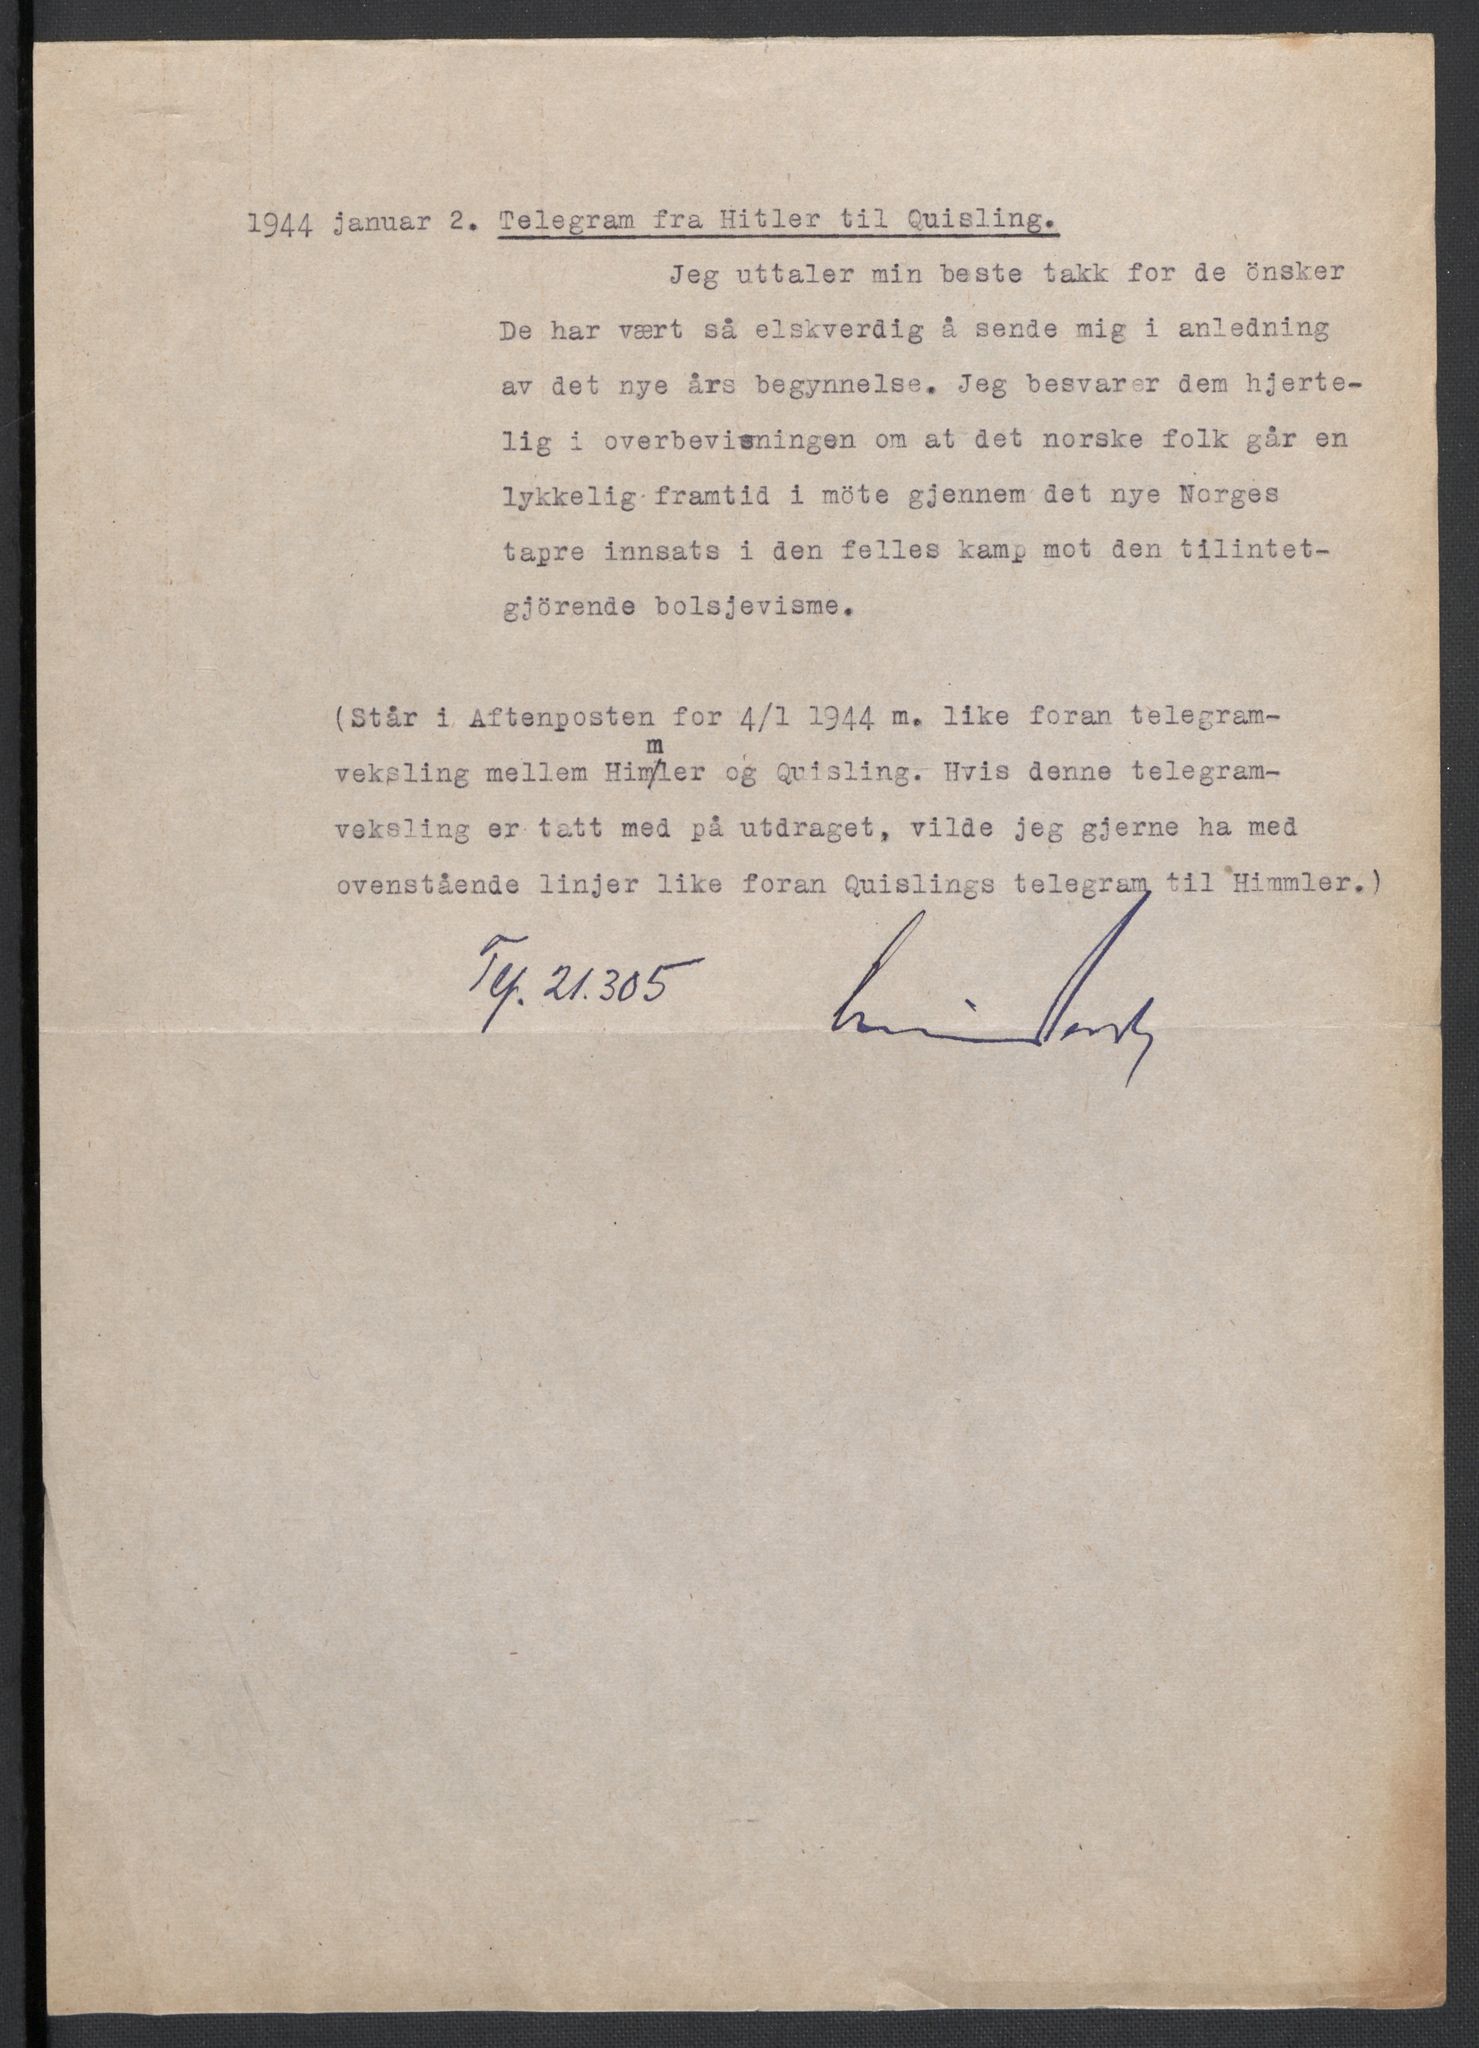 1944 januar 2. Telegram fra Hitler til Quisling.
Jeg uttaler min beste takk for de önsker
De har vært så elskverdig å sende mig i anledning
av det nye års begynnelse. Jeg besvarer dem hjerte-
lig i overbevisningen om at det norske folk går en
lykkelig framtid i möte gjennem det nye Norges
tapre innsats i den felles kamp mot den tilintet-
gjörende bolsjevisme.
(Står i Aftenposten for 4/1 1944 m. like foran telegram-
veksling mellem Himmler og Quisling. Hvis denne telegram-
veksling er tatt med på utdraget, vilde jeg gjerne ha med
ovenstående linjer like foran Quislings telegram til Himmler.)
Tlf. 21.305